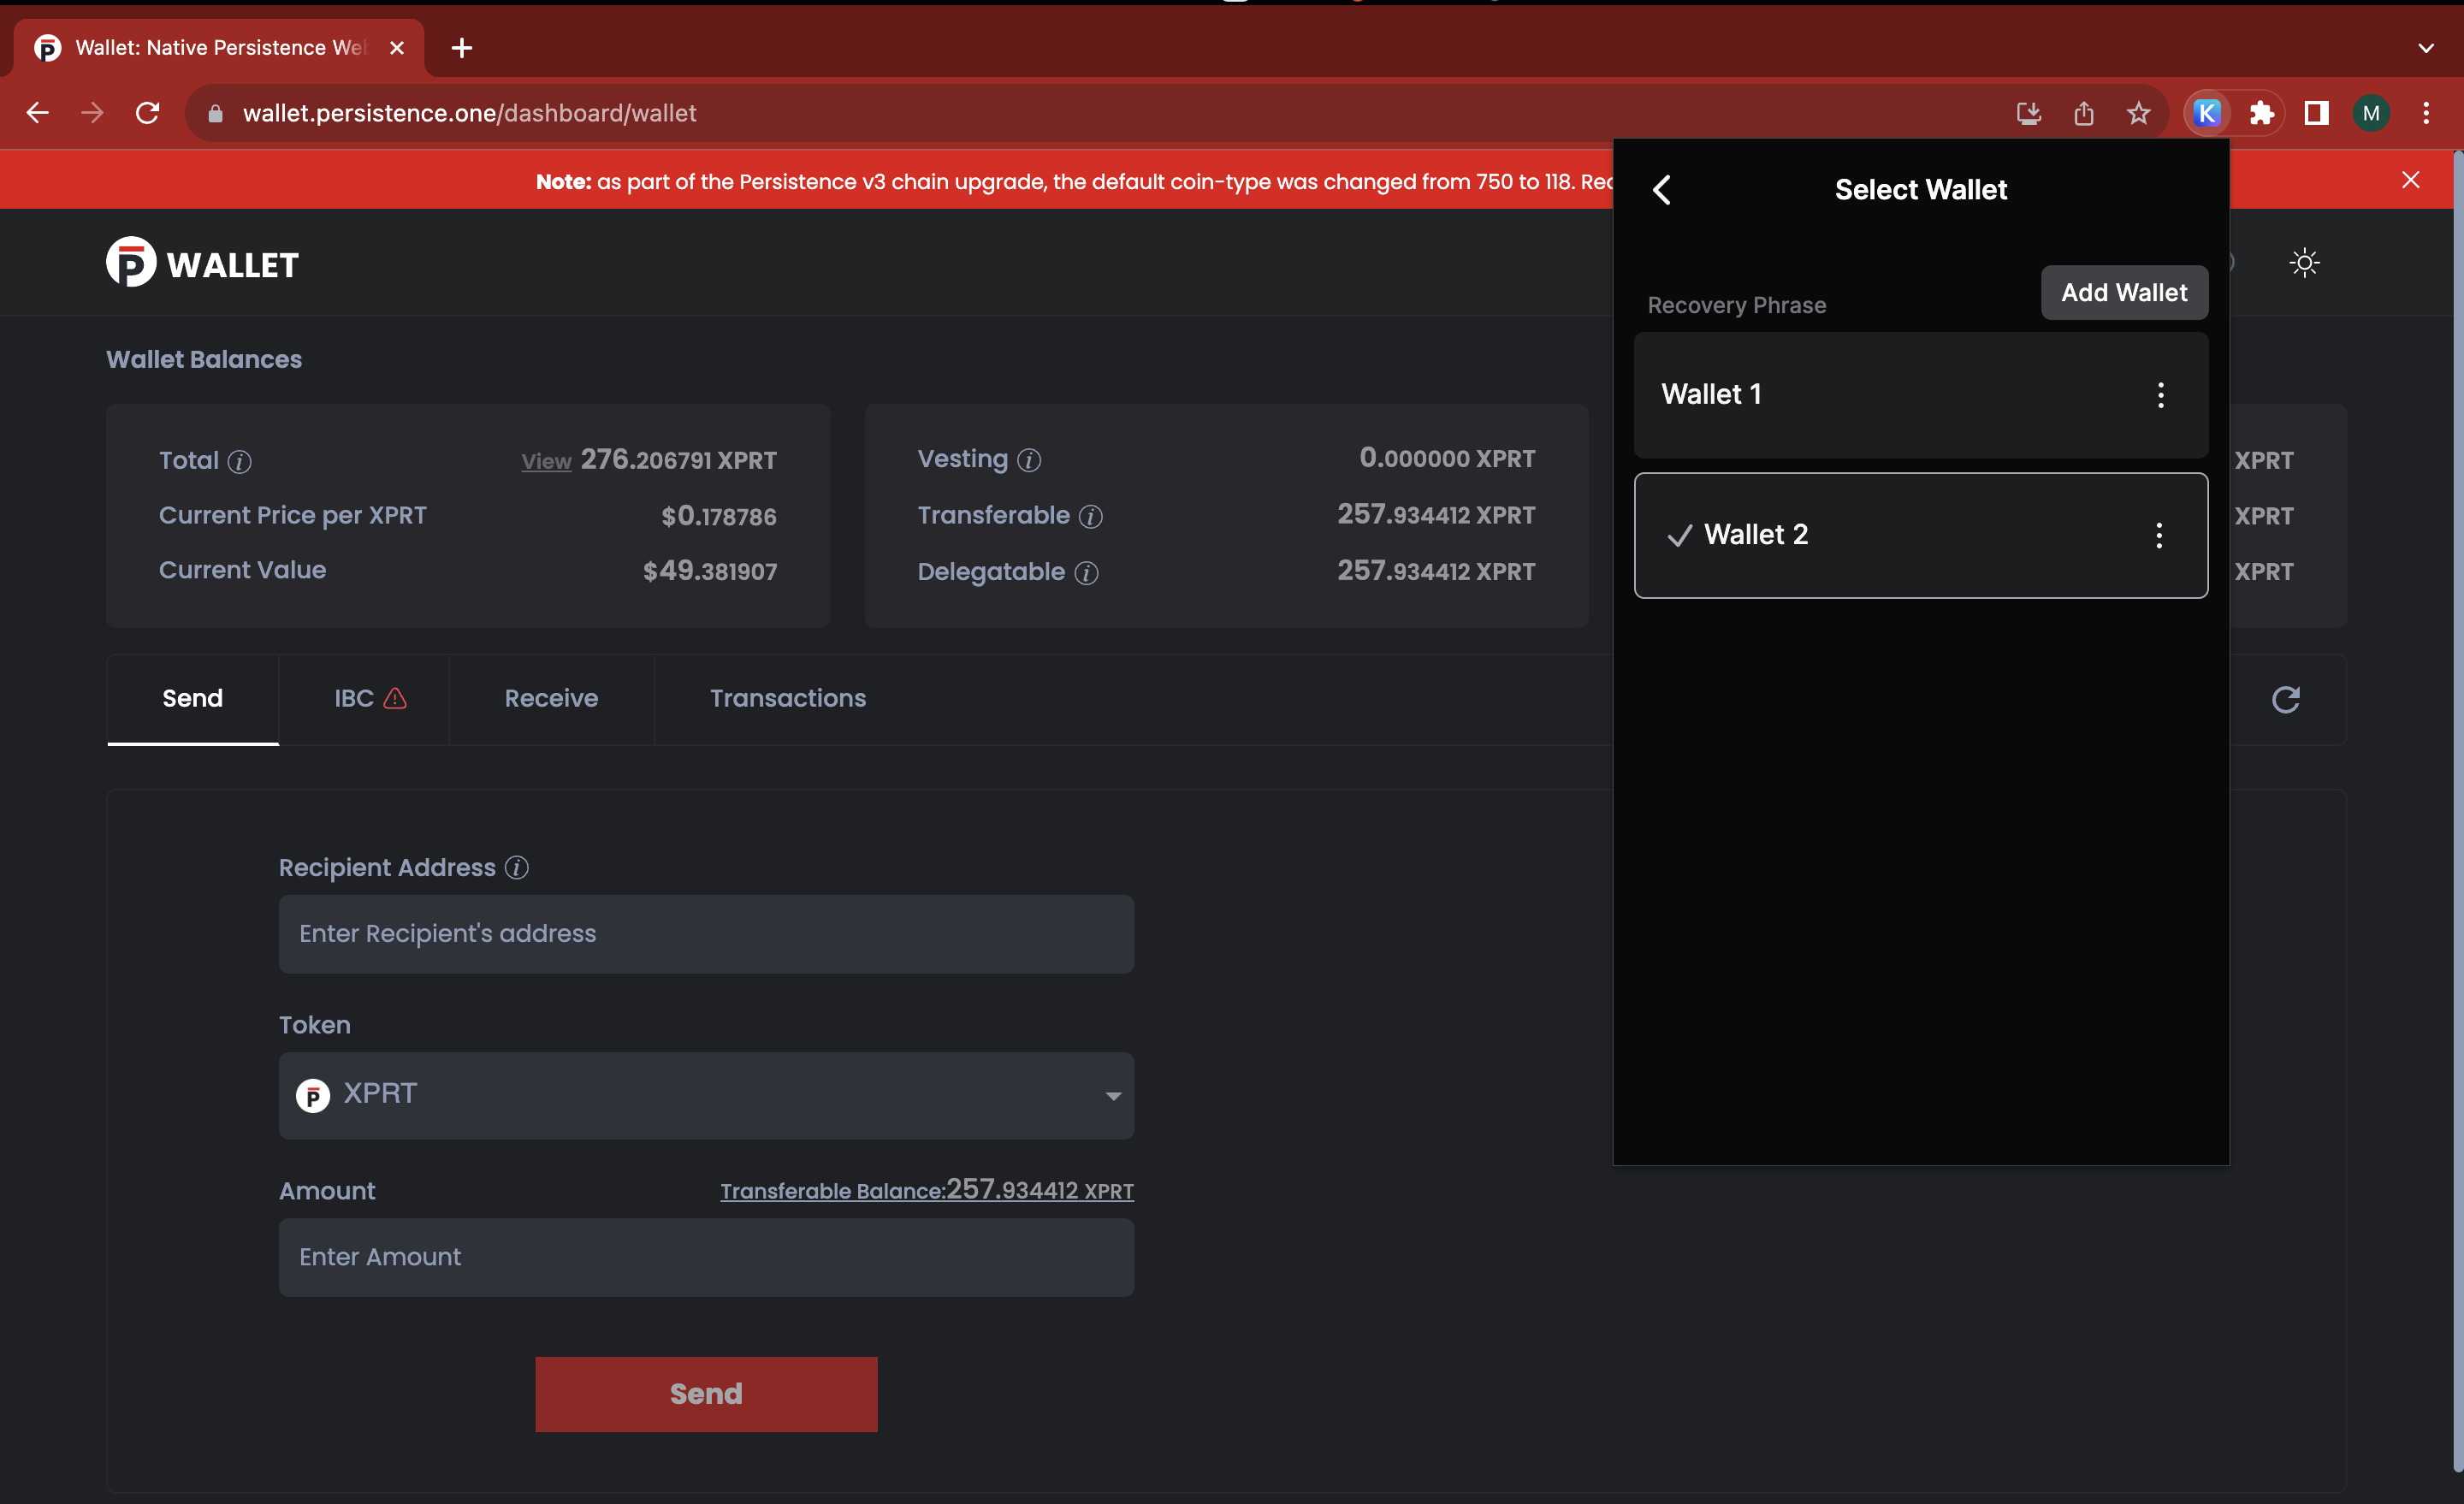 Wallet: Native Persistence We
wallet.persistence.one/dashboard/wallet
M
Note: as part of the Persistence v3 chain upgrade, the default coin-type was changed from 750 to 118.
WALLET
Wallet Balances
Total
View 276.206791 XPRT
Current Price per XPRT
$0.178786
Current Value
$49.381907
Vesting
0.000000 XPRT
Transferable
257.934412 XPRT
Delegatable
257.934412 XPRT
XPRT
XPRT
XPRT
Send
IBC
Receive
Transactions
Recipient Address
Enter Recipient's address
Token
XPRT
Amount
Transferable Balance:257.934412 XPRT
Enter Amount
Send
Select Wallet
Recovery Phrase
Add Wallet
Wallet 1
Wallet 2